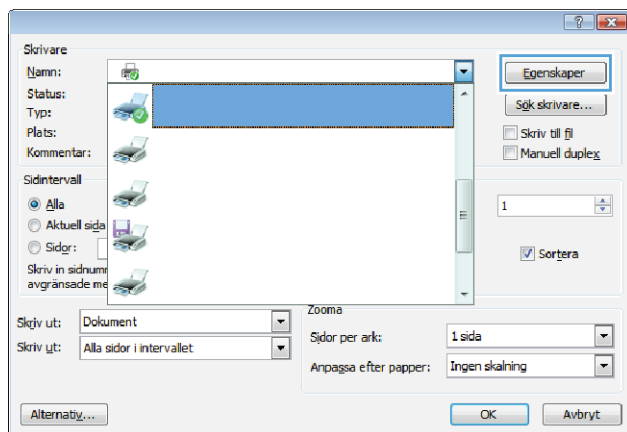 Skrivare
Namn:
Egenskaper
Status:
Typ:
Sök skrivare...
Plats:
Skriv till fil
Kommentar:
Manuell duplex
Sidintervall
Alla
1
Aktuell sida
Sidor:
Sortera
Skriv in
avgränsade
Zooma
Skriv ut:
Dokument
Sidor per ark:
1 sida
Skriv ut:
Alla sidor i intervallet
Anpassa efter papper:
Ingen skalning
Alternativ...
OK
Avbryt